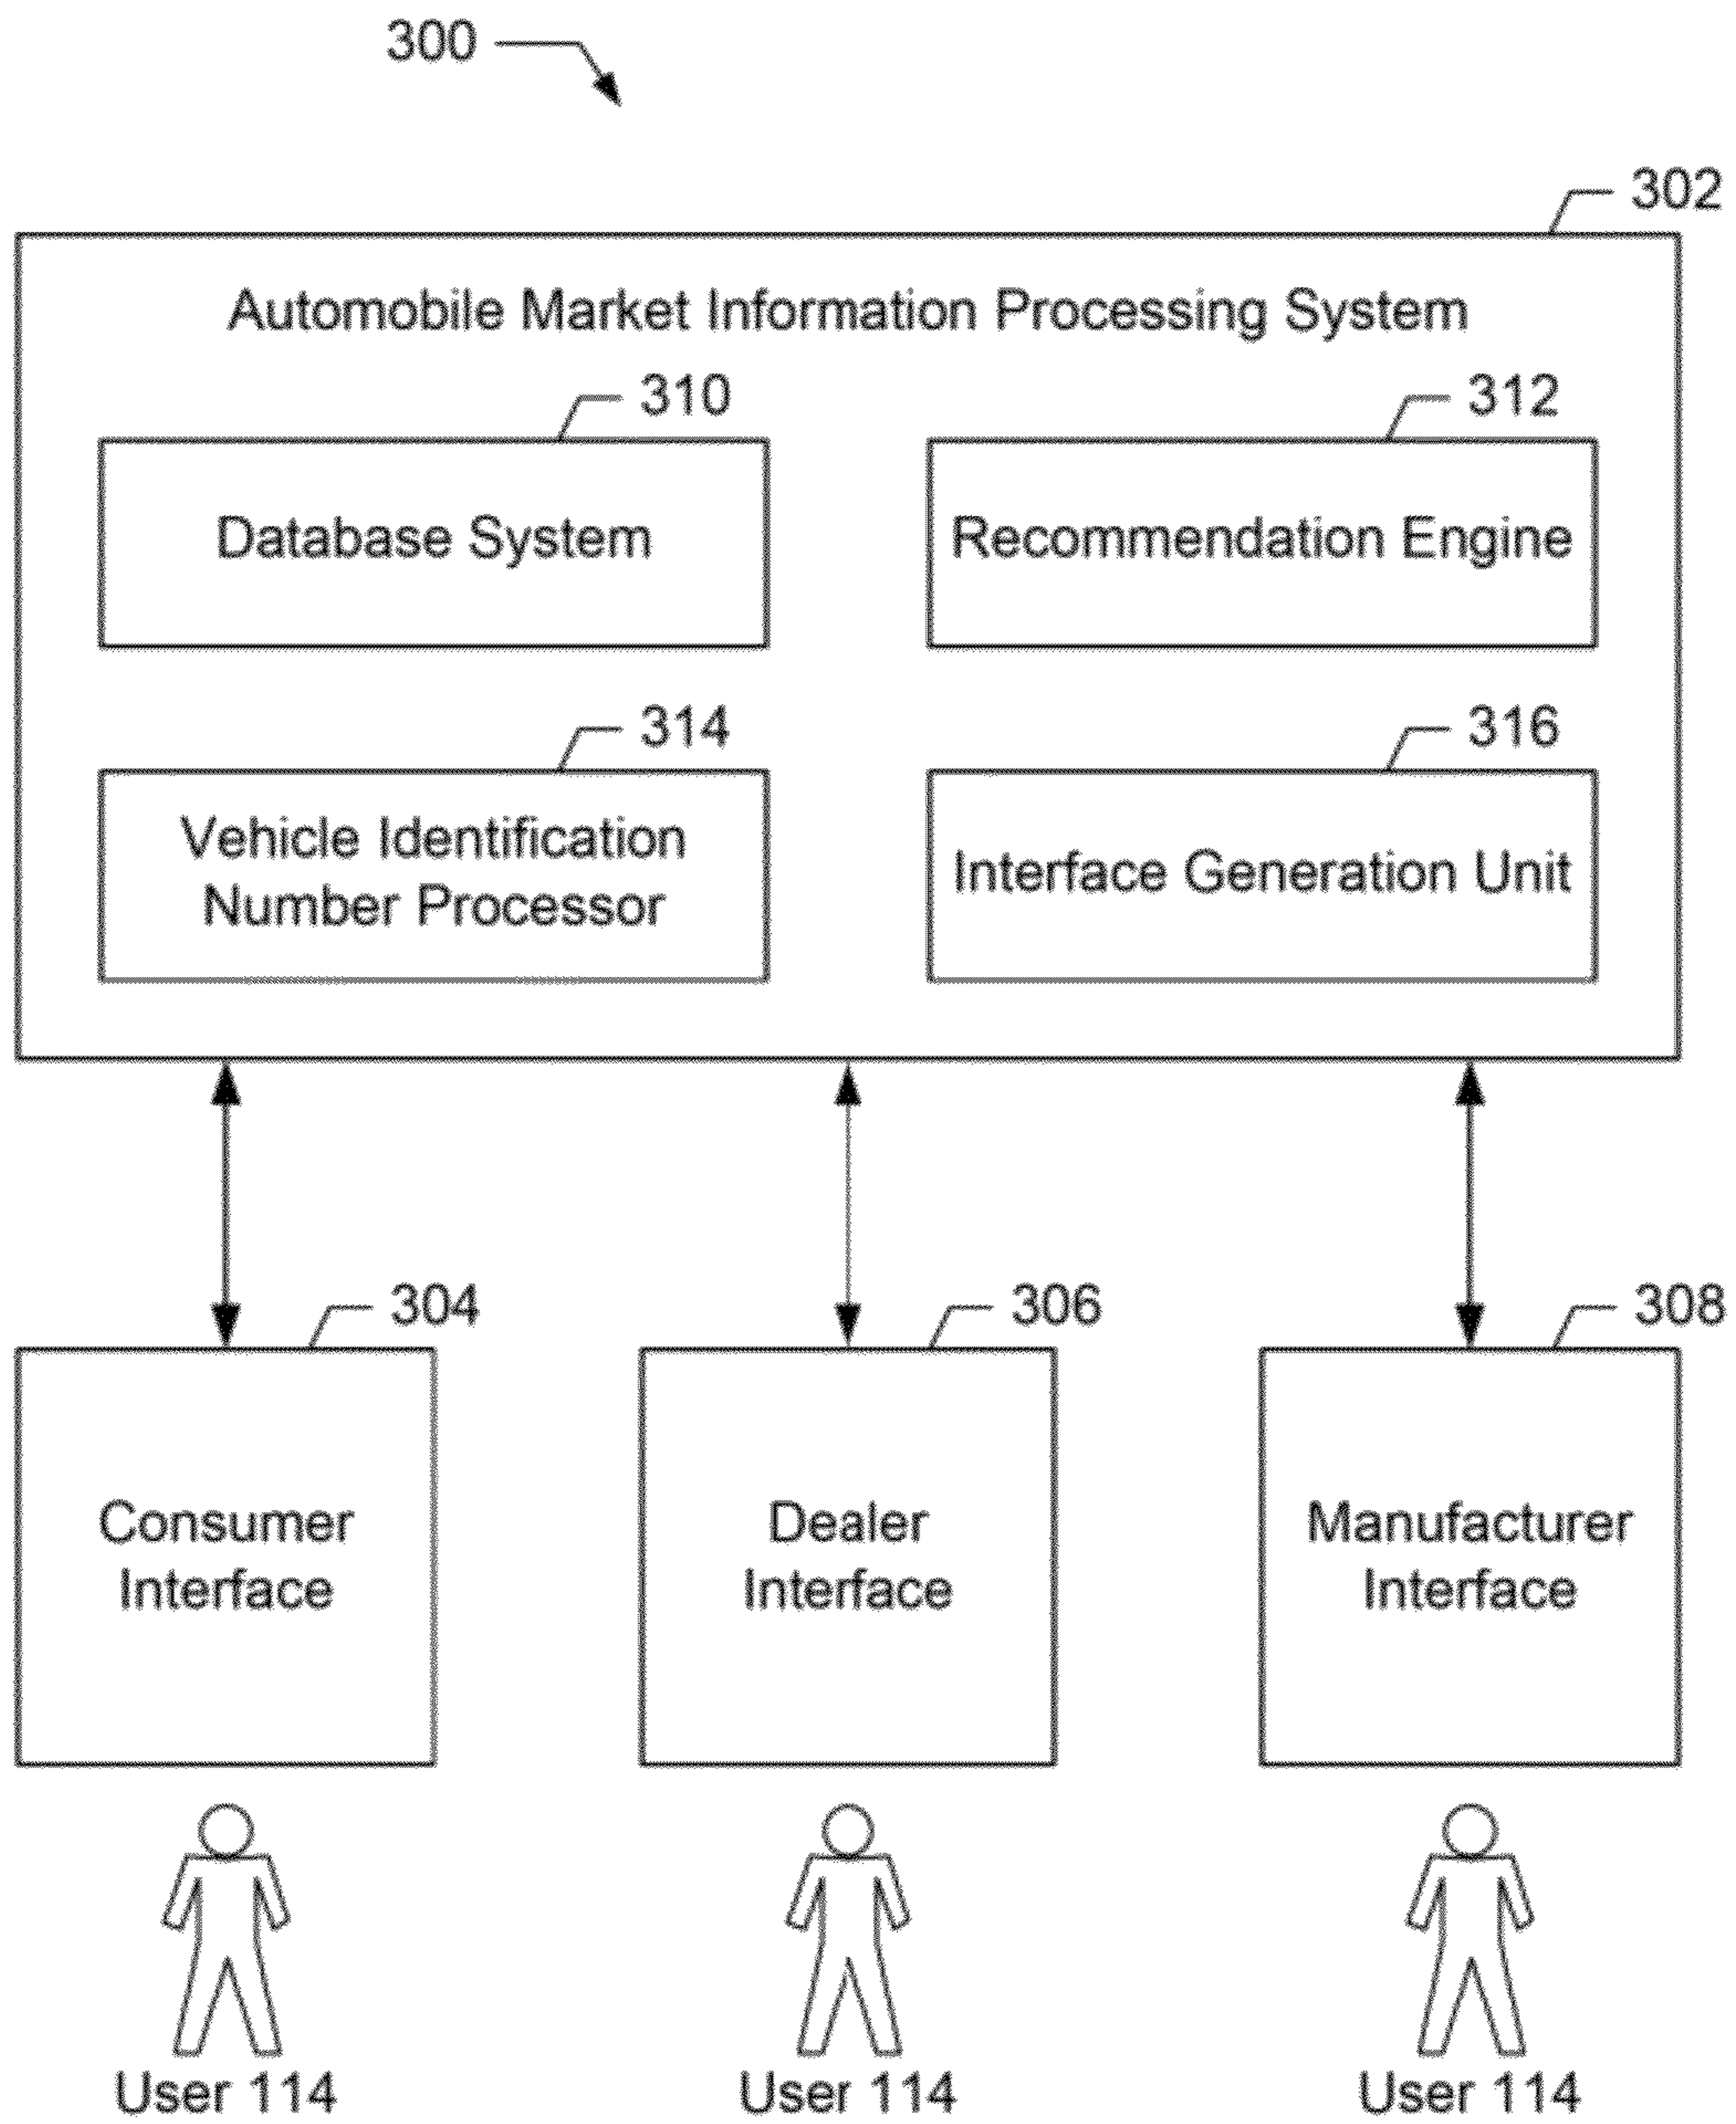 300
302
Automobile Market Information Processing System
310
312
Database System
Recommendation Engine
314
316
Vehicle Identification
Number Processor
Interface Generation Unit
304
306
308
Consumer
Interface
Dealer
Interface
Manufacturer
Interface
User 114
User 114
User 114